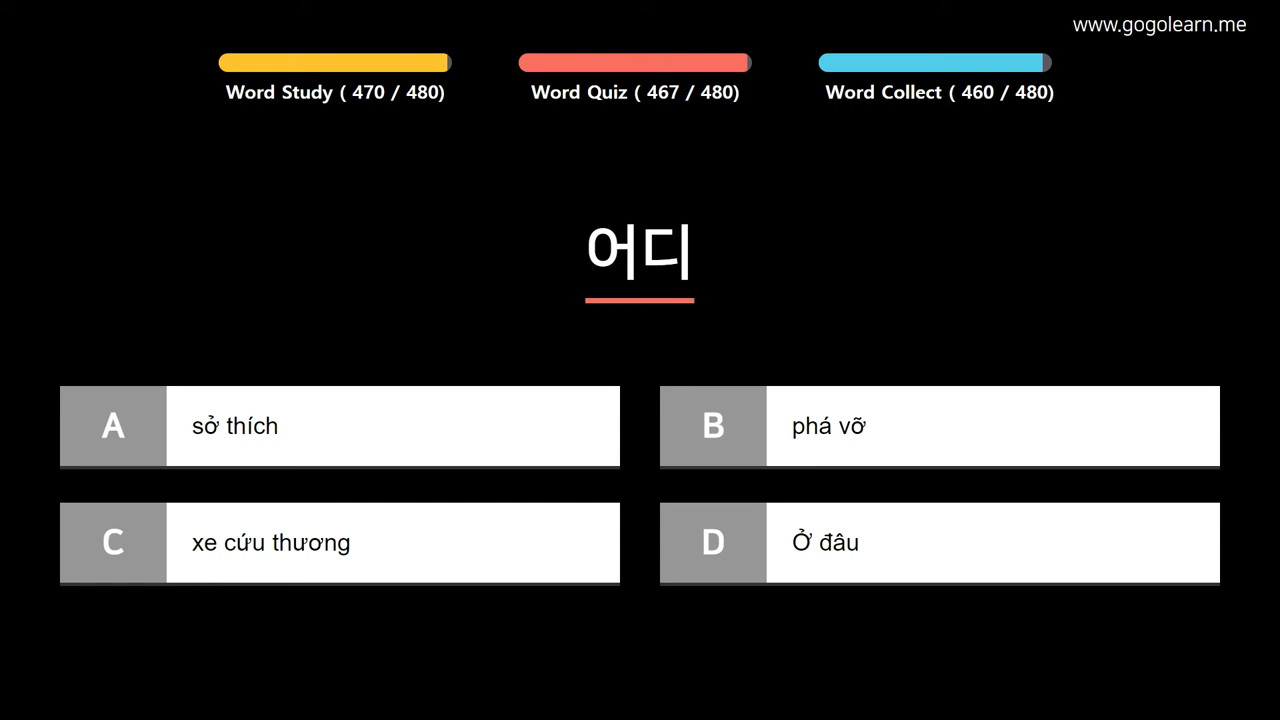 www.gogolearn.me
Word Study ( 470 / 480)
Word Quiz ( 467 / 480)
Word Collect ( 460 / 480)
어디
A
sở thích
B
phá vỡ
C
xe cứu thương
D
Ở đâu